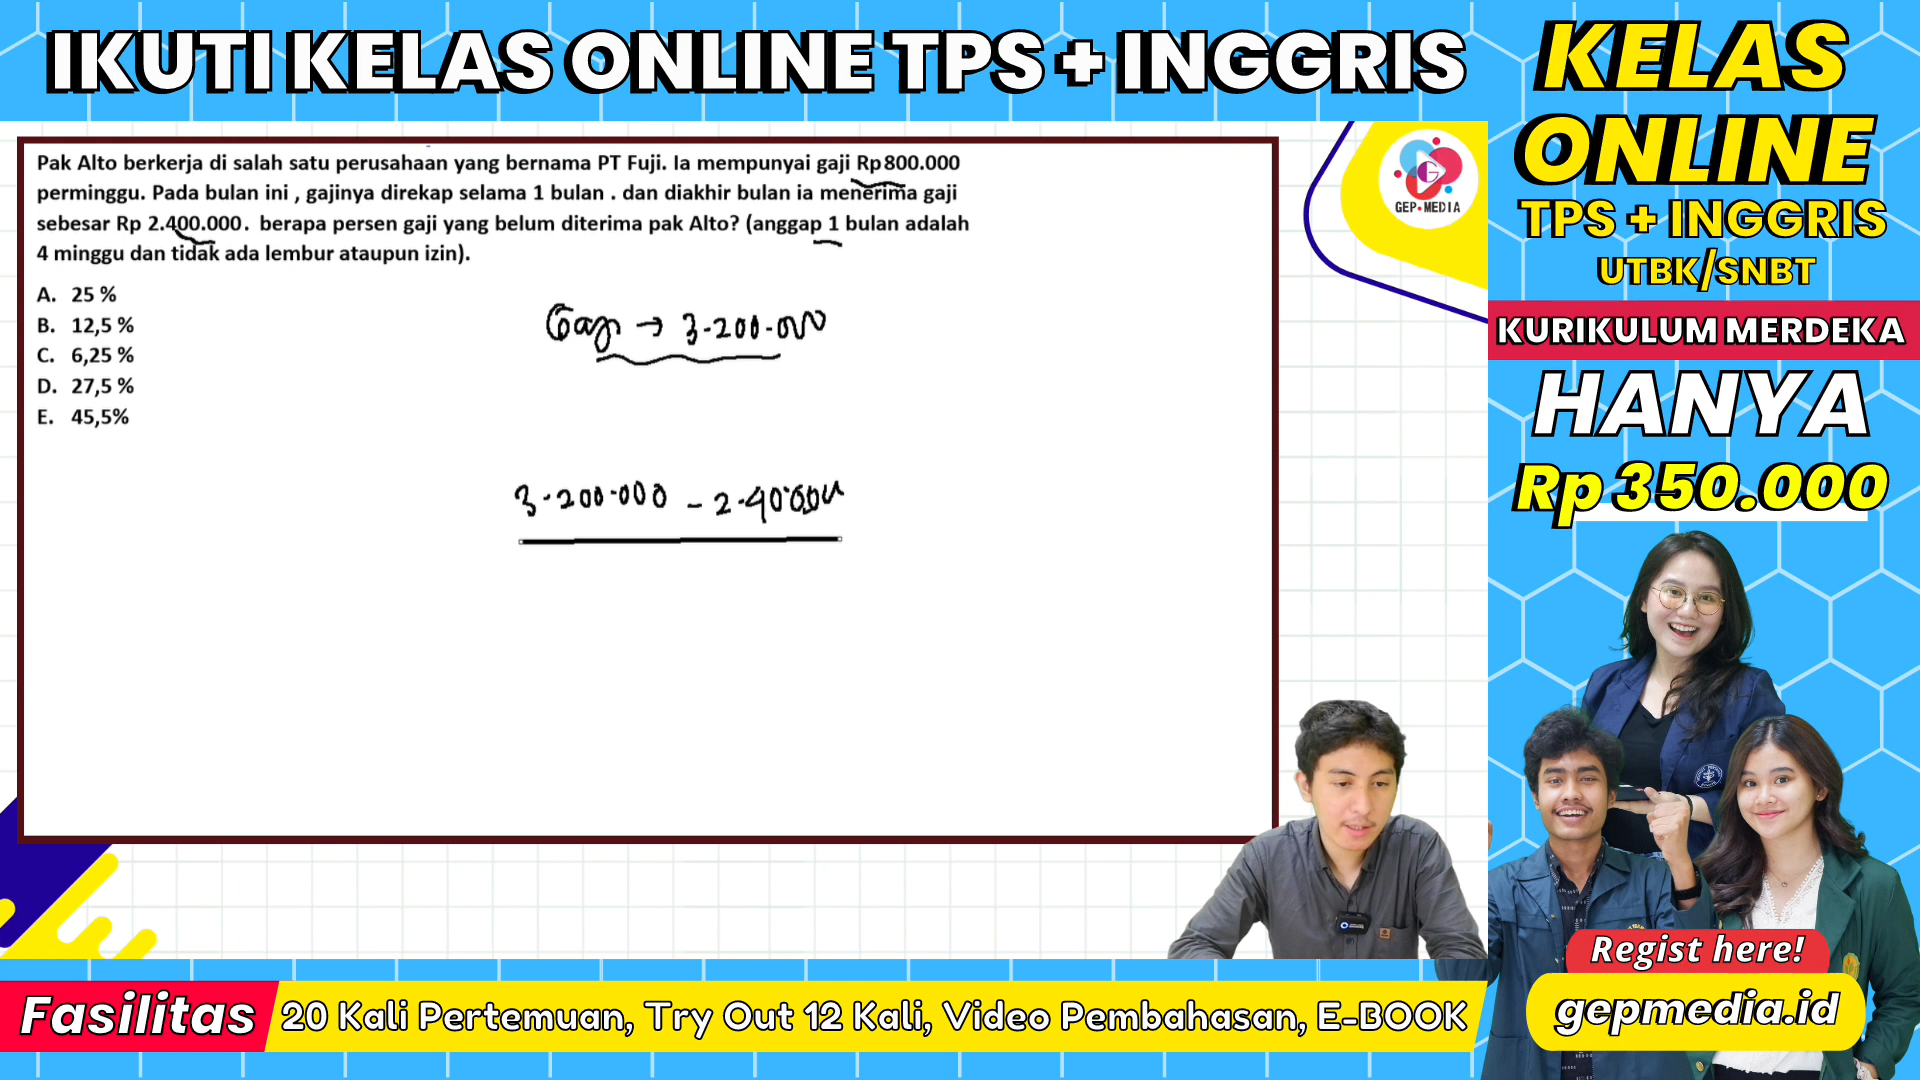 IKUTI KELAS ONLINE TPS + INGGRIS
Pak Alto berkerja di salah satu perusahaan yang bernama PT Fuji. Ia mempunyai gaji Rp800.000
perminggu. Pada bulan ini , gajinya direkap selama 1 bulan . dan diakhir bulan ia menerima gaji
sebesar Rp 2.400.000. berapa persen gaji yang belum diterima pak Alto? (anggap 1 bulan adalah
4 minggu dan tidak ada lembur ataupun izin).
A. 25 %
B. 12,5 %
C. 6,25 %
D. 27,5 %
E. 45,5%
Gaji → 3.200.000
3.200.000 - 2.400.000
GEP MEDIA
KELAS
ONLINE
TPS + INGGRIS
UTBK/SNBT
KURIKULUM MERDEKA
HANYA
Rp 350.000
Regist here!
gepmedia.id
Fasilitas
20 Kali Pertemuan, Try Out 12 Kali, Video Pembahasan, E-BOOK